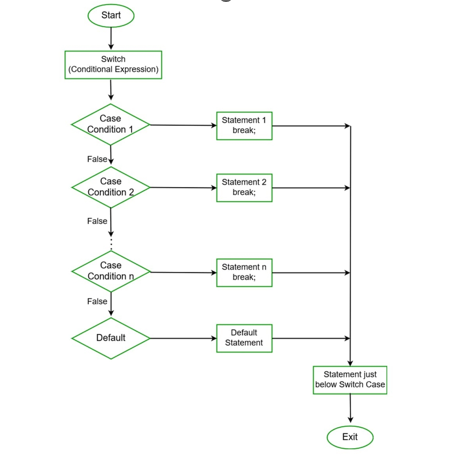 Start
Switch
(Conditional Expression)
Case
Condition 1
Statement 1
break;
False
Case
Condition 2
Statement 2
break;
False
Case
Condition n
Statement n
break;
False
Default
Default
Statement
Statement just
below Switch Case
Exit